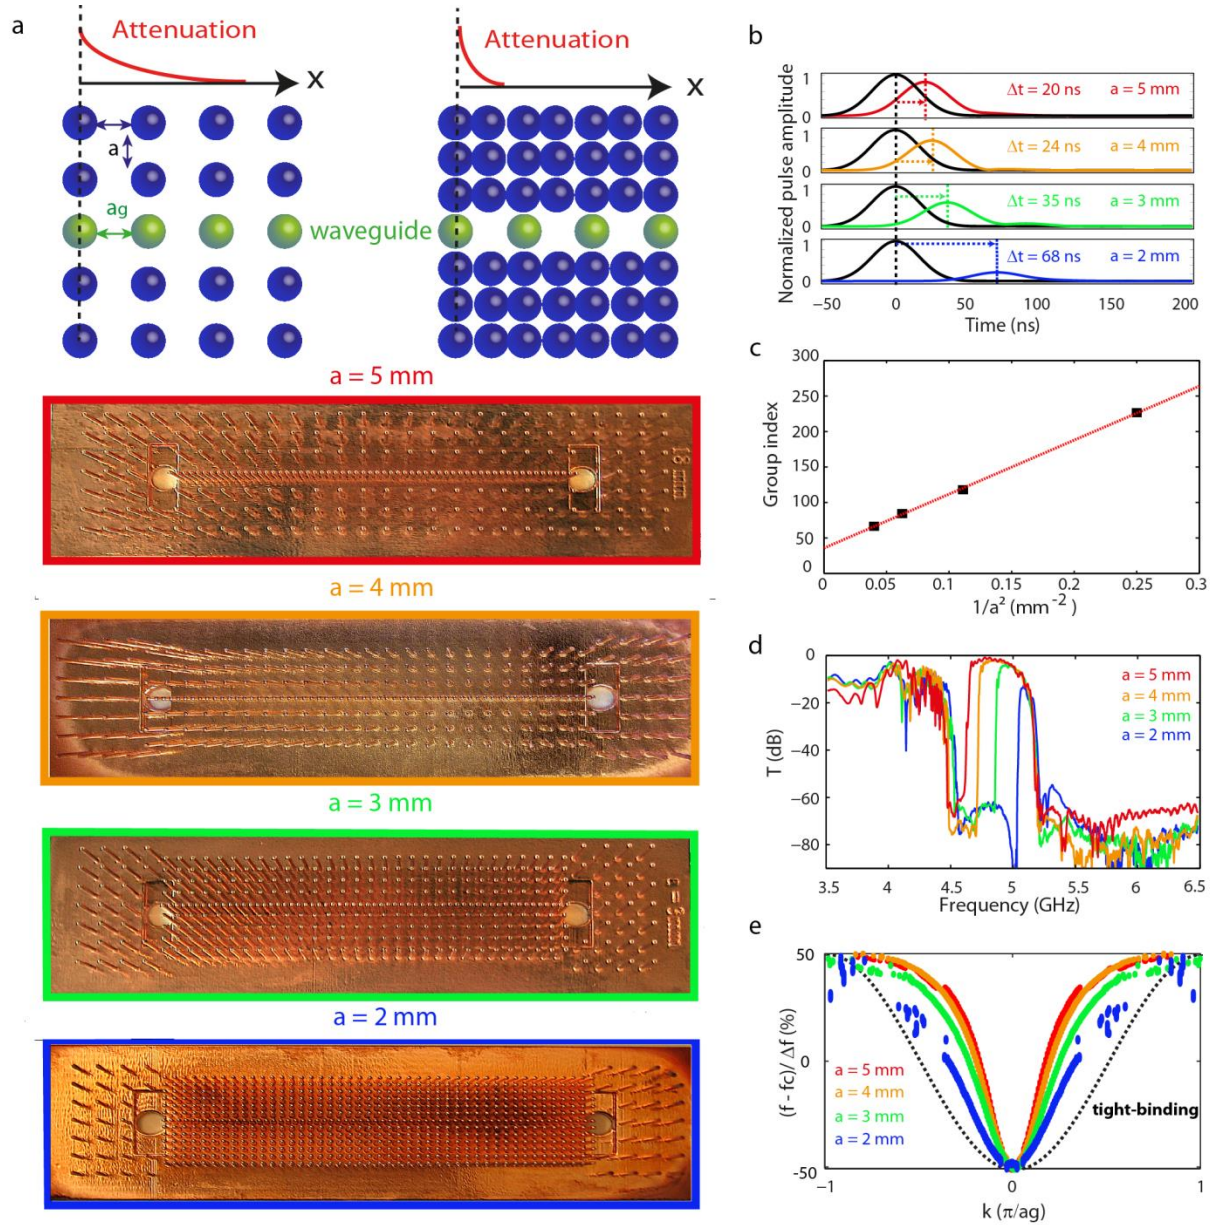 a
Attenuation
x
Attenuation
x
a
ag
waveguide
a = 5 mm
a = 4 mm
a = 3 mm
a = 2 mm
b
Normalized pulse amplitude
1
0
Δt = 20 ns a = 5 mm
1
0
Δt = 24 ns a = 4 mm
1
0
Δt = 35 ns a = 3 mm
1
0
Δt = 68 ns a = 2 mm
−50 0 50 100 150 200
Time (ns)
c
Group index
300
250
200
150
100
50
0
0 0.05 0.1 0.15 0.2 0.25 0.3
1/a² (mm⁻²)
d
T (dB)
0
−20
−40
−60
−80
a = 5 mm
a = 4 mm
a = 3 mm
a = 2 mm
3.5 4 4.5 5 5.5 6 6.5
Frequency (GHz)
e
(f - fc)/ Δf (%)
50
0
-50
a = 5 mm
a = 4 mm
a = 3 mm
a = 2 mm
tight-binding
−1 0 1
k (π/ag)